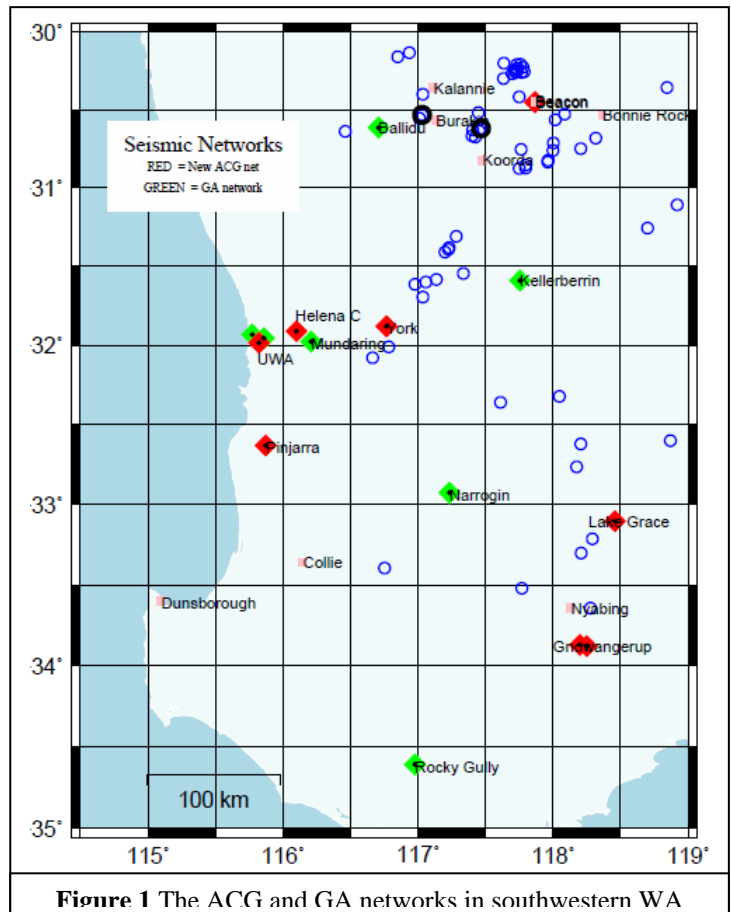 30°
Kalannie
Beacon
Bonnie Rock
Ballidu
Burak
Seismic Networks
RED = New ACG net
GREEN = GA network
Koorda
31°
Kellerberrin
Helena C
York
32°
Mundaring
UWA
Pinjarra
Narrogin
33°
Lake Grace
Collie
Dunsborough
Nyabing
Gnowangerup
34°
Rocky Gully
100 km
35°
115° 116° 117° 118° 119°
Figure 1 The ACG and GA networks in southwestern WA